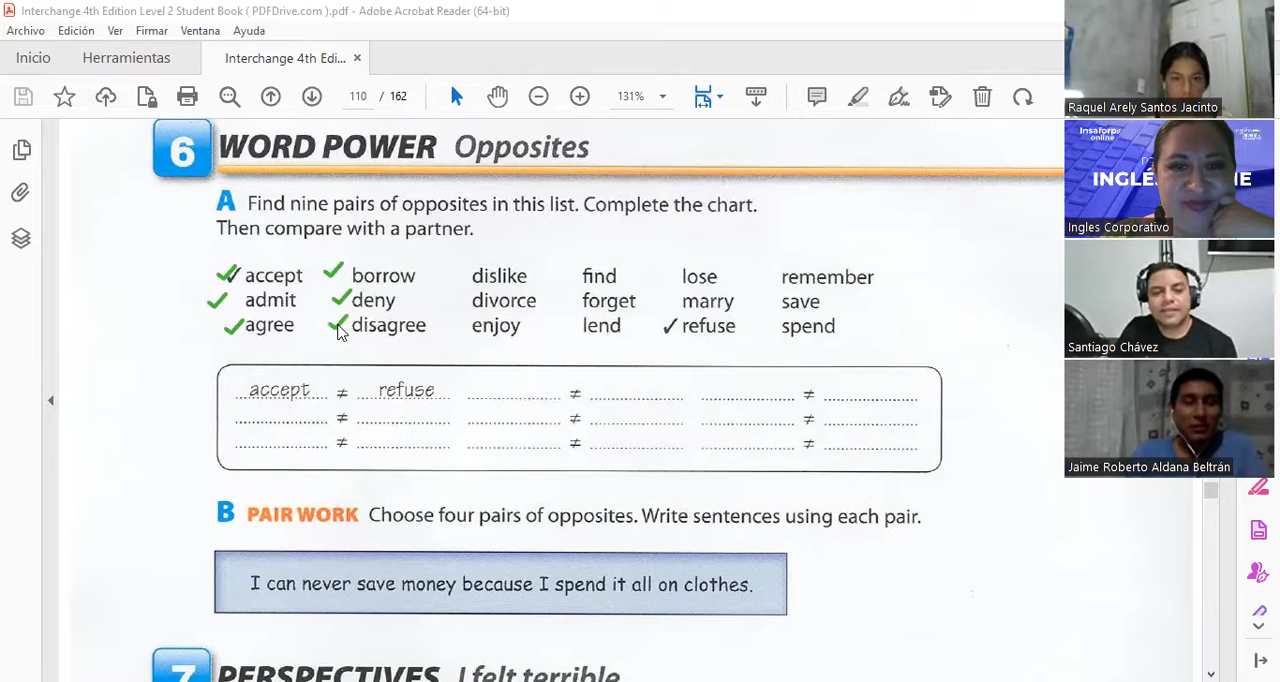 Interchange 4th Edition Level 2 Student Book ( PDFDrive.com ).pdf - Adobe Acrobat Reader (64-bit)
Archivo Edición Ver Firmar Ventana Ayuda
Inicio Herramientas Interchange 4th Edi... ×
110 / 162 131%
6 WORD POWER Opposites
A Find nine pairs of opposites in this list. Complete the chart.
Then compare with a partner.
✓ accept borrow dislike find lose remember
admit deny divorce forget marry save
agree disagree enjoy lend ✓ refuse spend
accept ≠ refuse ≠ ≠
≠ ≠ ≠
≠ ≠ ≠
B PAIR WORK Choose four pairs of opposites. Write sentences using each pair.
I can never save money because I spend it all on clothes.
7 PERSPECTIVES I felt terrible
Raquel Arely Santos Jacinto
Insaforp
online
INGLÉS
NE
Ingles Corporativo
Santiago Chávez
Jaime Roberto Aldana Beltrán